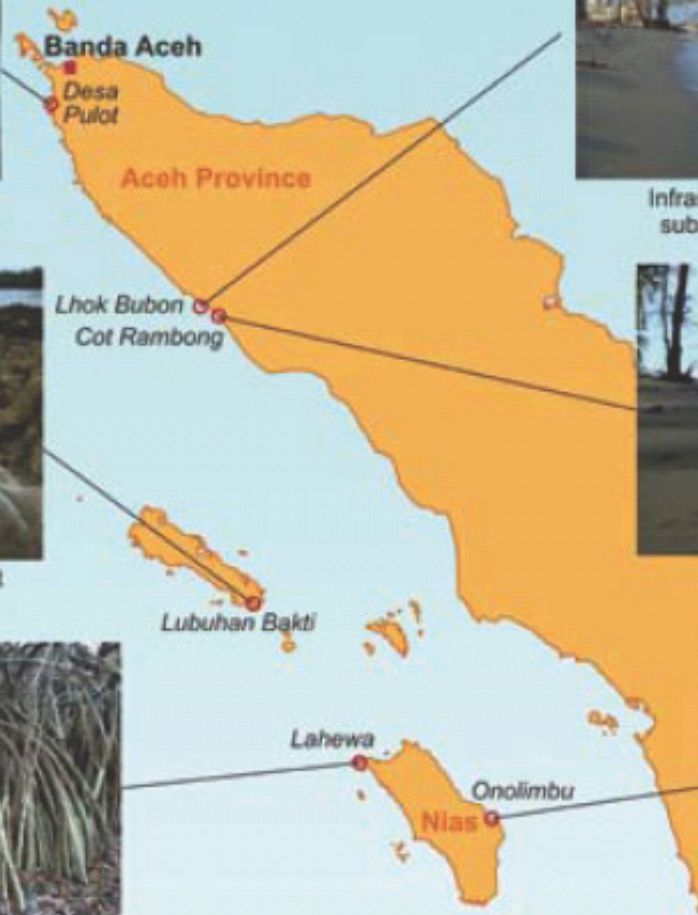 Banda Aceh
Desa
Pulot
Aceh Province
Lhok Bubon
Cot Rambong
Lubuhan Bakti
Lahewa
Onolimbu
Nias